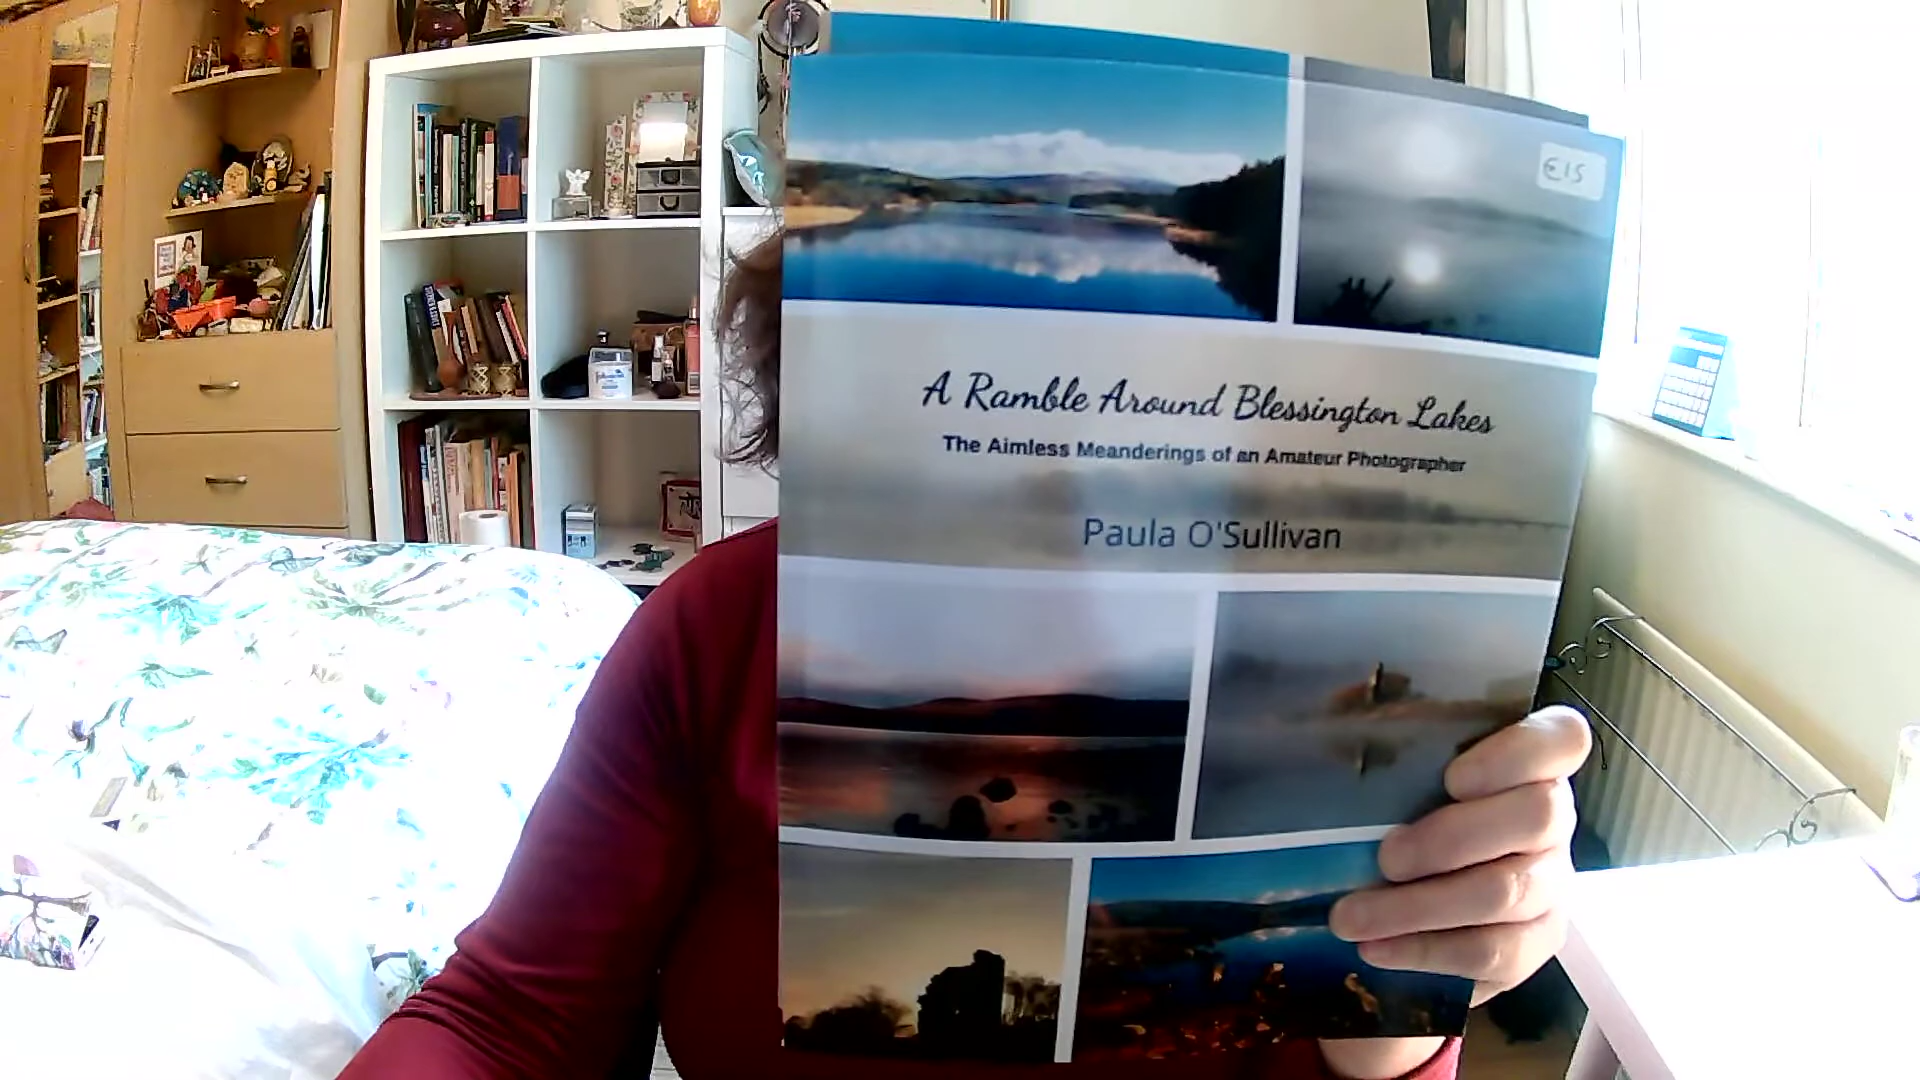 €15
A Ramble Around Blessington Lakes
The Aimless Meanderings of an Amateur Photographer
Paula O'Sullivan